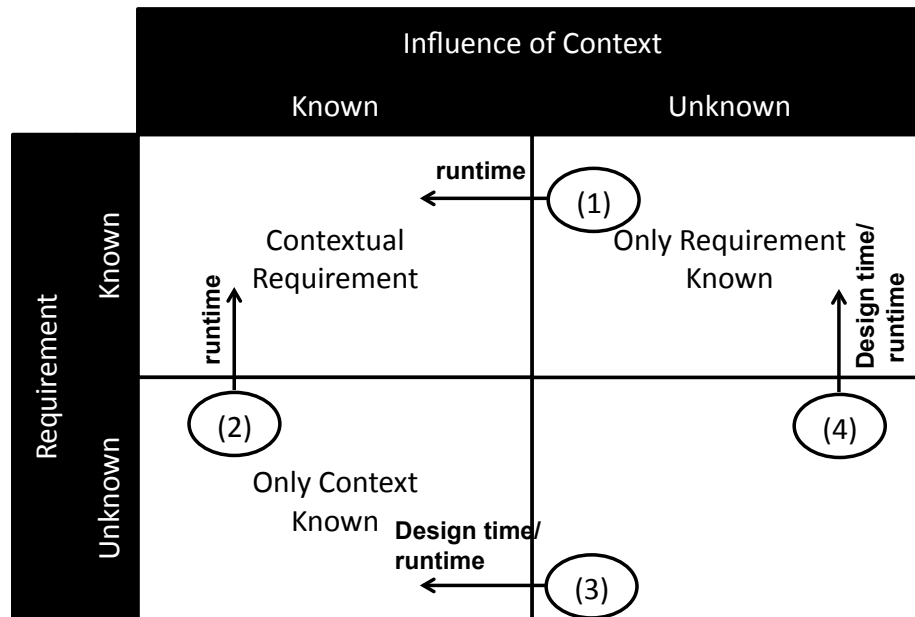 Influence of Context
Known
Unknown
Requirement
Known
Unknown
runtime
(1)
Contextual
Requirement
Only Requirement
Known
runtime
Design time/
runtime
(2)
(4)
Only Context
Known
Design time/
runtime
(3)